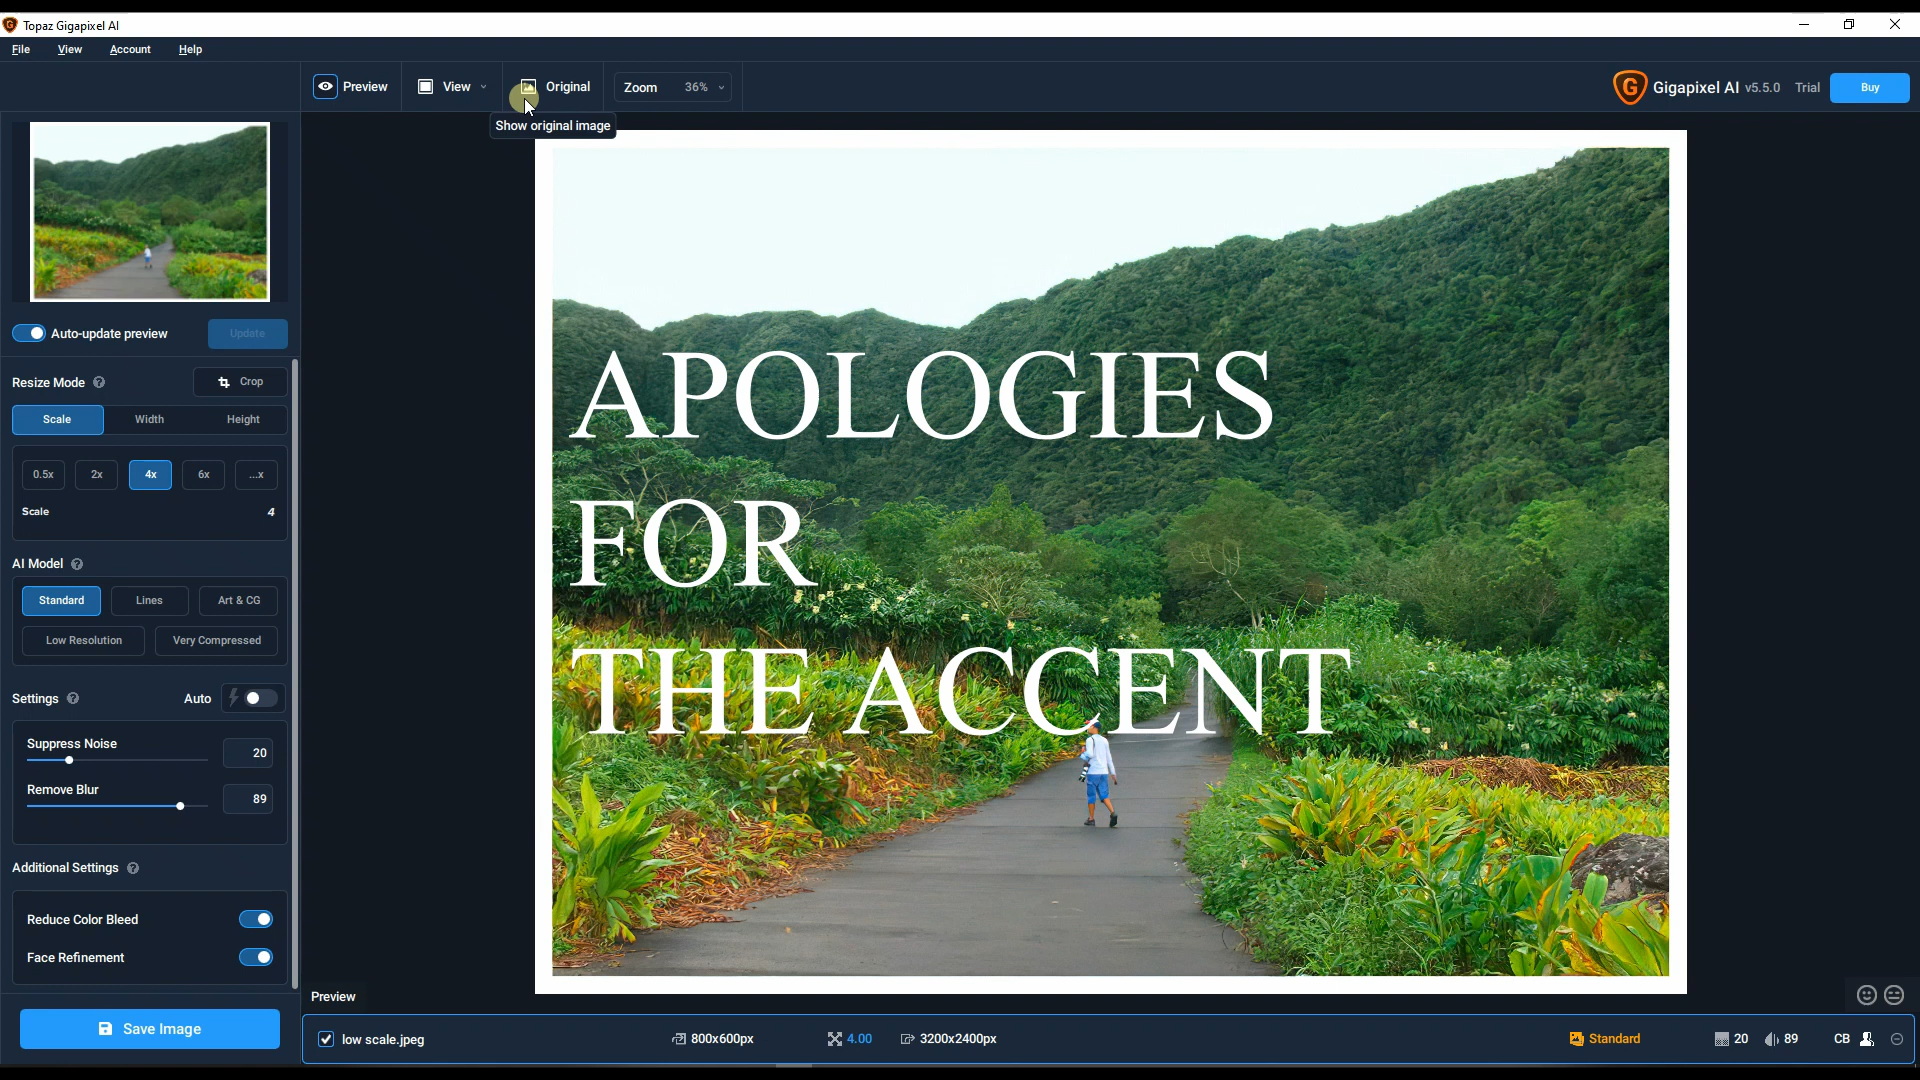 Topaz Gigapixel AI
File View Account Help
Preview View Original Zoom 36% Gigapixel AI v5.5.0 Trial Buy
Show original image
Auto-update preview Update
Resize Mode Crop
Scale Width Height
0.5x 2x 4x 6x ...x
Scale 4
AI Model
Standard Lines Art & CG
Low Resolution Very Compressed
Settings Auto
Suppress Noise 20
Remove Blur 89
Additional Settings
Reduce Color Bleed
Face Refinement
Save Image
APOLOGIES
FOR
THE ACCENT
Preview
low scale.jpeg 800x600px 4.00 3200x2400px Standard 20 89 CB